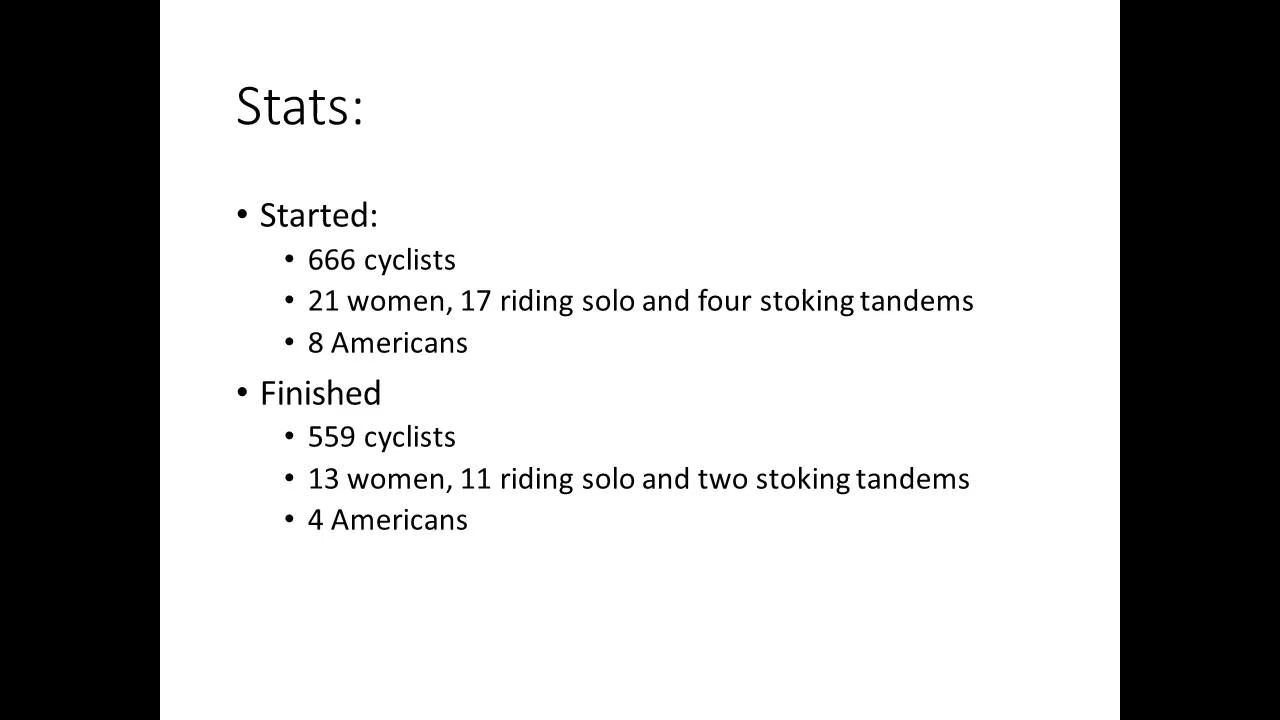 Stats:
• Started:
• 666 cyclists
• 21 women, 17 riding solo and four stoking tandems
• 8 Americans
• Finished
• 559 cyclists
• 13 women, 11 riding solo and two stoking tandems
• 4 Americans